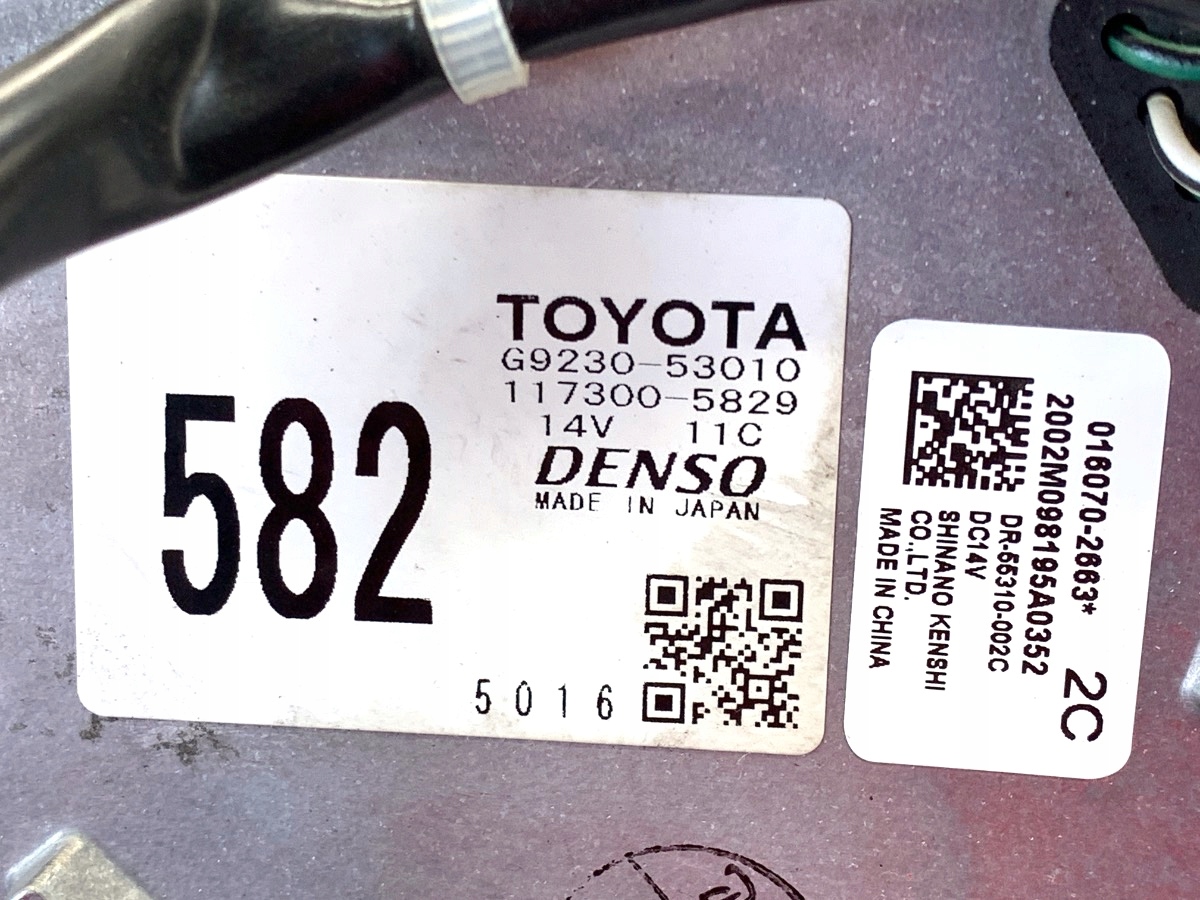 TOYOTA
G9230-53010
117300-5829
14V 11C
DENSO
MADE IN JAPAN
582
5016
016070-2663*
2002M098195A0352
2C
DR-55310-002C
DC14V
SHINANO KENSHI
CO.,LTD.
MADE IN CHINA